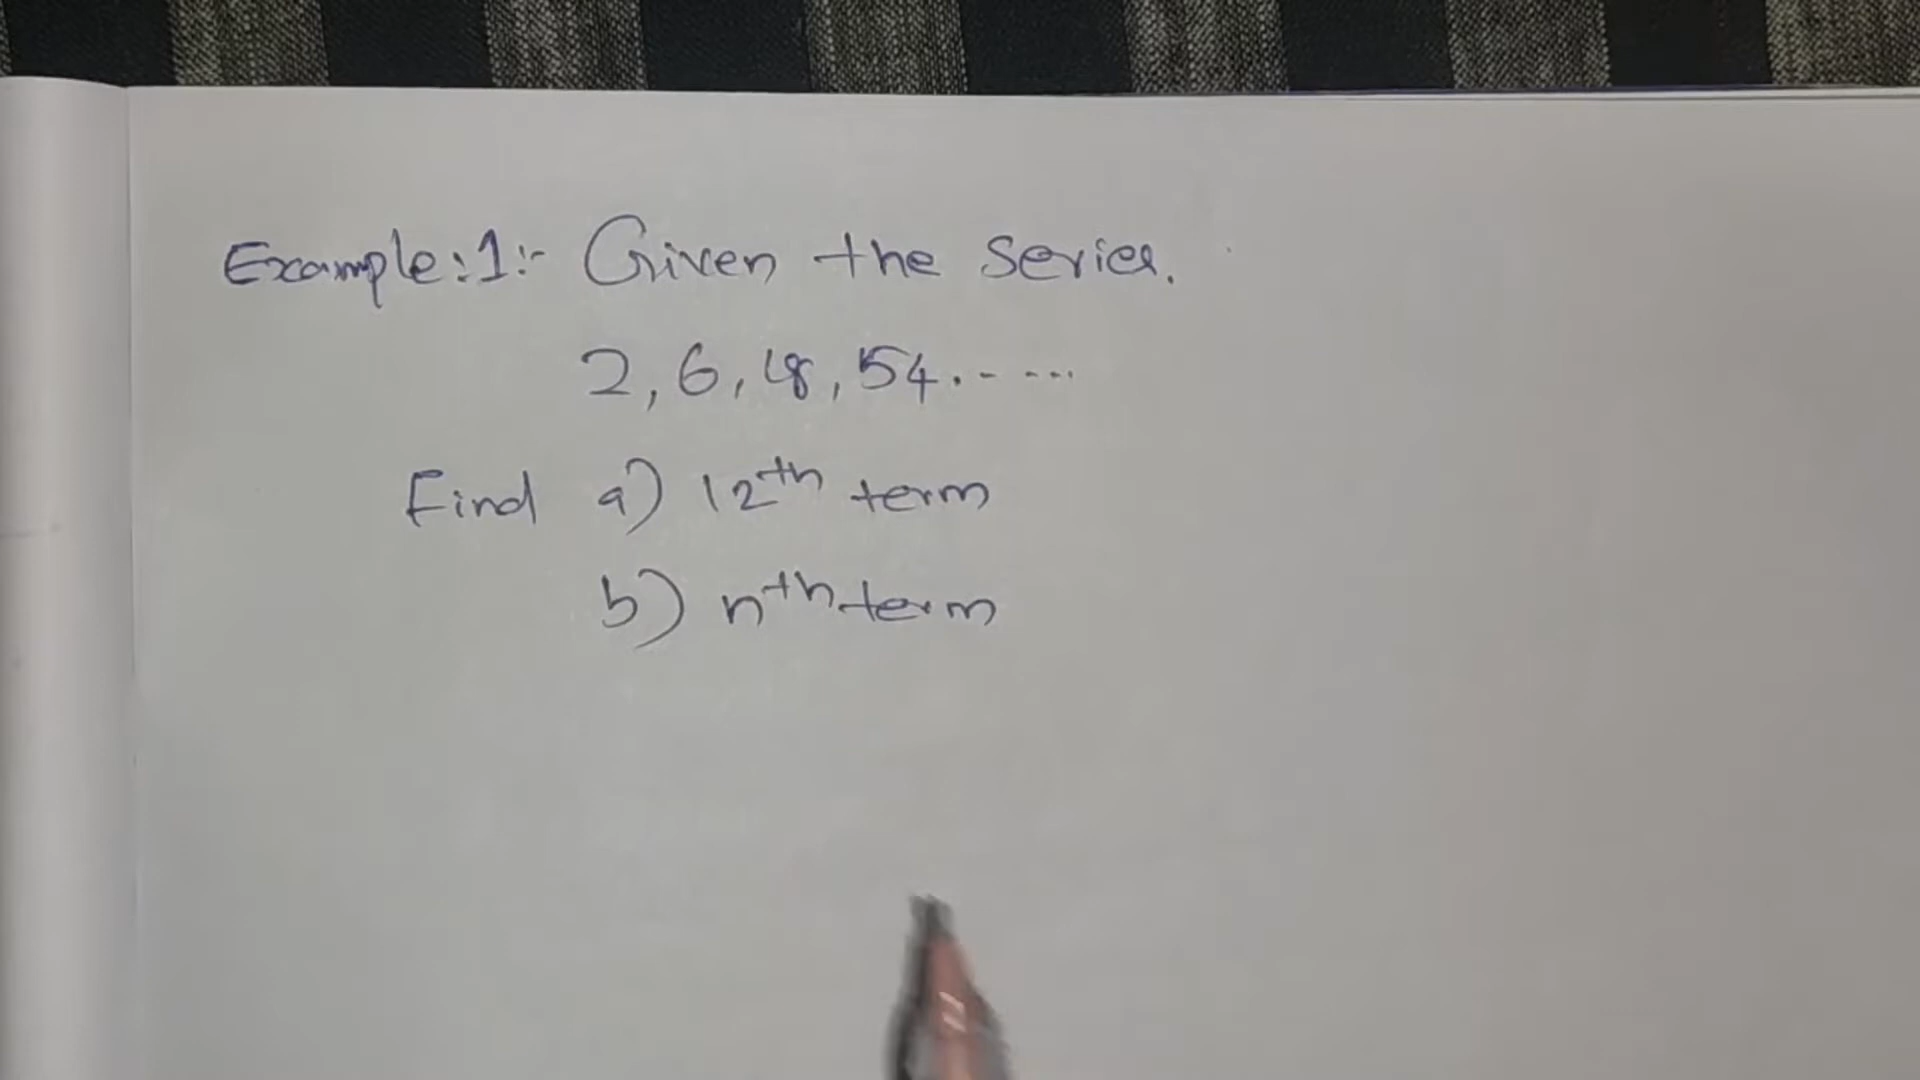 Example:1:- Given the series.
2, 6, 18, 54.-----
Find a) 12th term
b) nth term